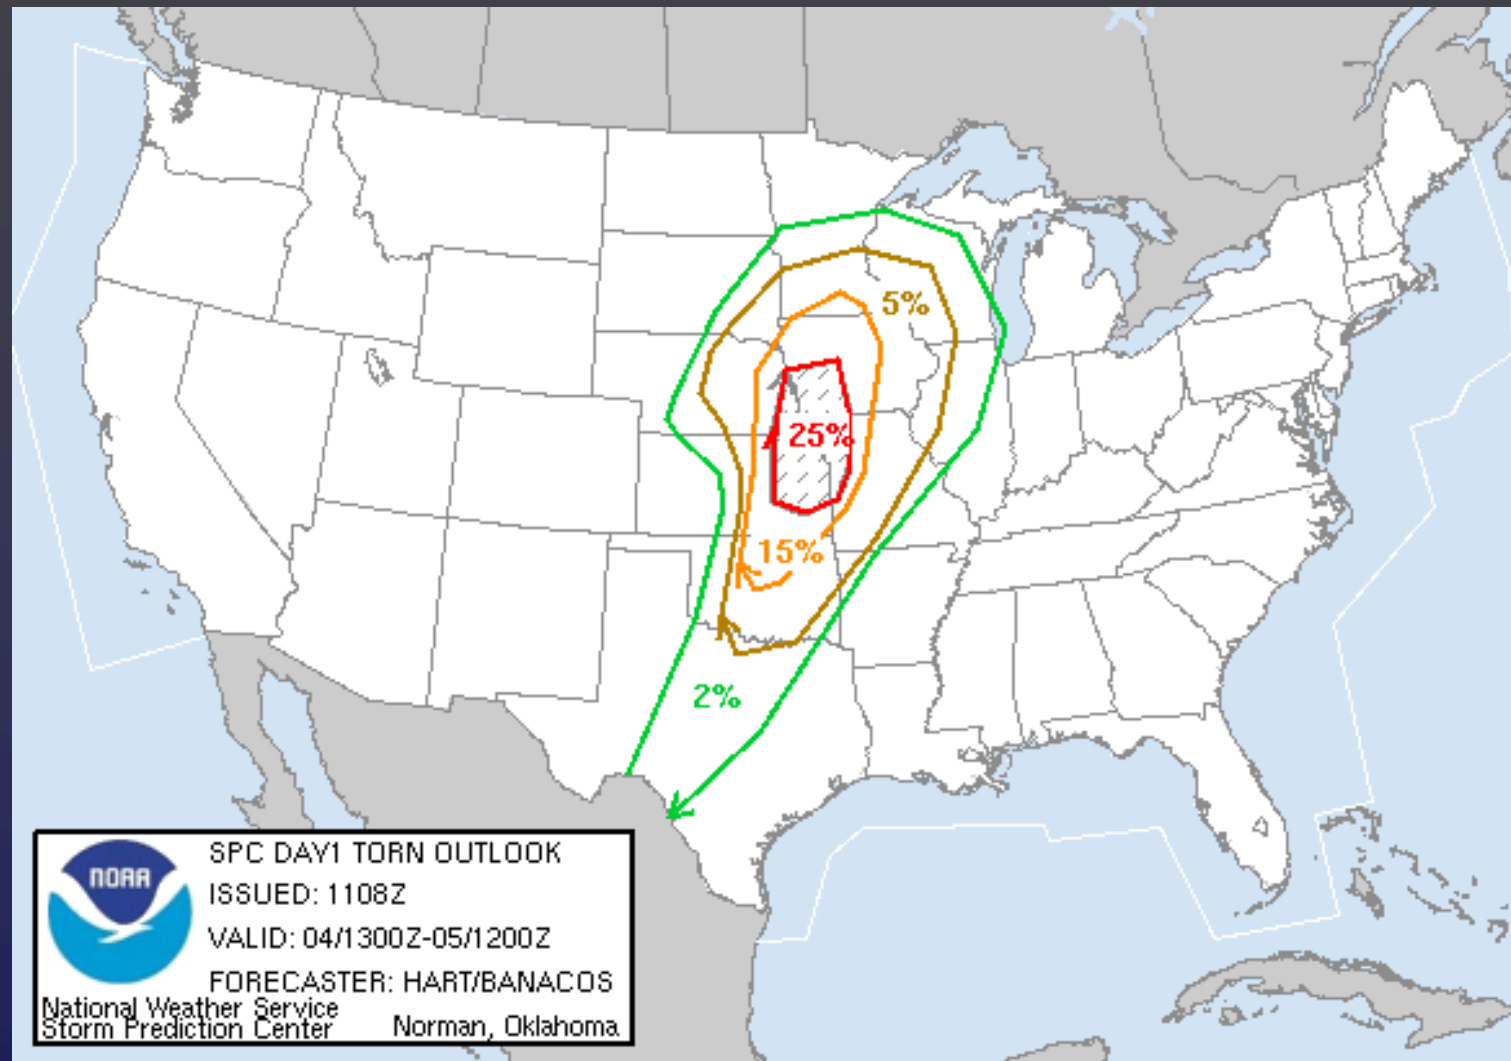 5%
25%
15%
2%
NOAA
SPC DAY1 TORN OUTLOOK
ISSUED: 1108Z
VALID: 04/1300Z-05/1200Z
FORECASTER: HART/BANACOS
National Weather Service
Storm Prediction Center
Norman, Oklahoma